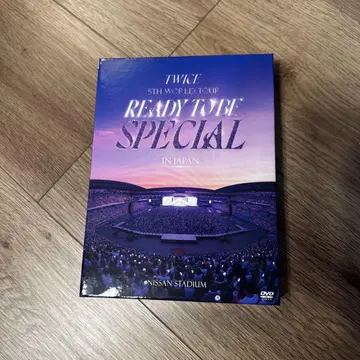 TWICE
5TH WORLD TOUR
READY TO BE
SPECIAL
IN JAPAN
NISSAN STADIUM
DVD